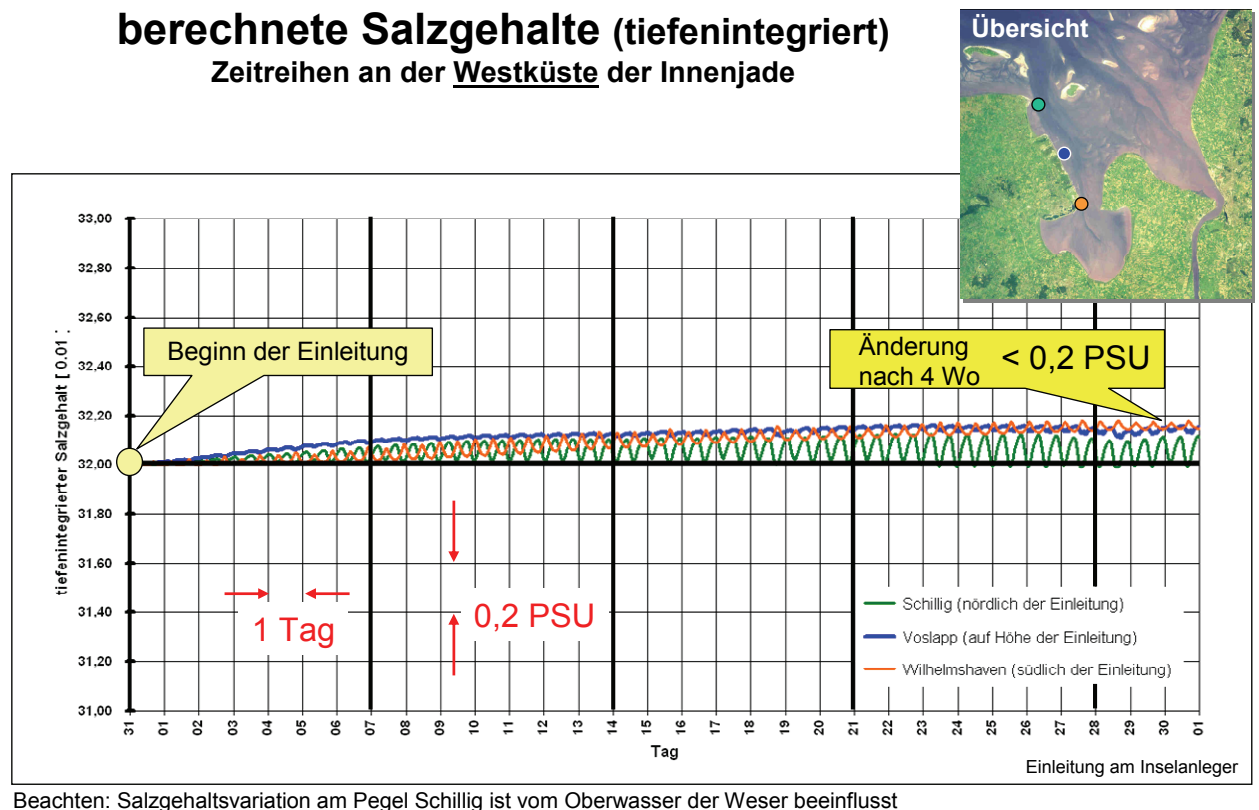 berechnete Salzgehalte (tiefenintegriert)
Zeitreihen an der Westküste der Innenjade
Übersicht
33,00
32,80
32,60
32,40
32,20
32,00
31,80
31,60
31,40
31,20
31,00
tiefenintegrierter Salzgehalt [ 0.01
Beginn der Einleitung
Änderung < 0,2 PSU
nach 4 Wo
1 Tag
0,2 PSU
Schillig (nördlich der Einleitung)
Voslapp (auf Höhe der Einleitung)
Wilhelmshaven (südlich der Einleitung)
31 01 02 03 04 05 06 07 08 09 10 11 12 13 14 15 16 17 18 19 20 21 22 23 24 25 26 27 28 29 30 01
Tag
Einleitung am Inselanleger
Beachten: Salzgehaltsvariation am Pegel Schillig ist vom Oberwasser der Weser beeinflusst